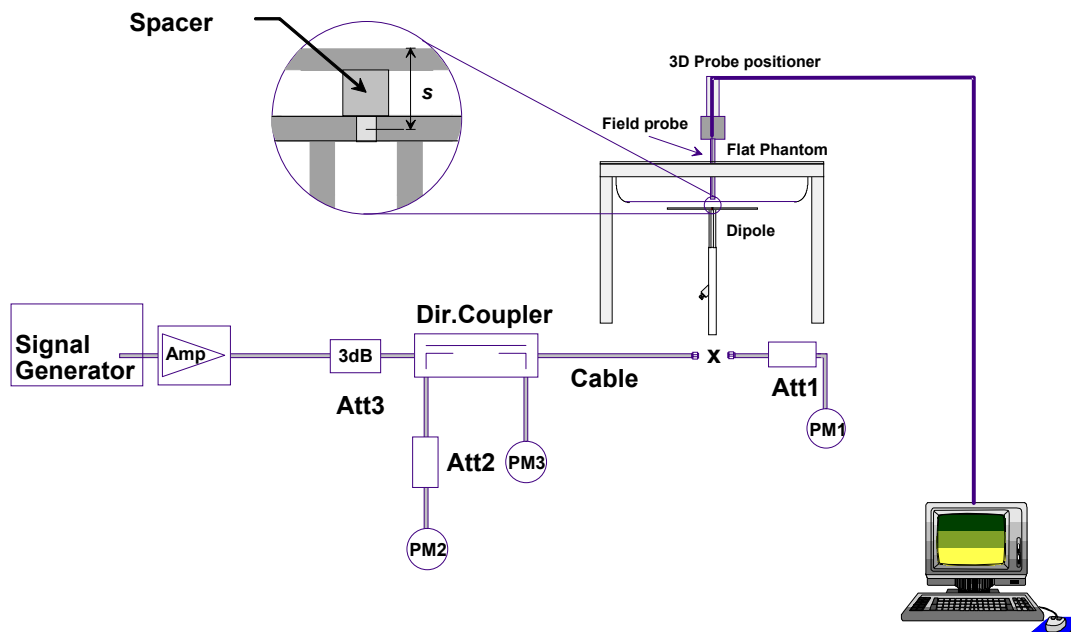 Spacer
s
3D Probe positioner
Field probe
Flat Phantom
Dipole
Dir.Coupler
Signal
Generator
Amp
3dB
Att3
Cable
x
Att1
PM1
Att2
PM3
PM2